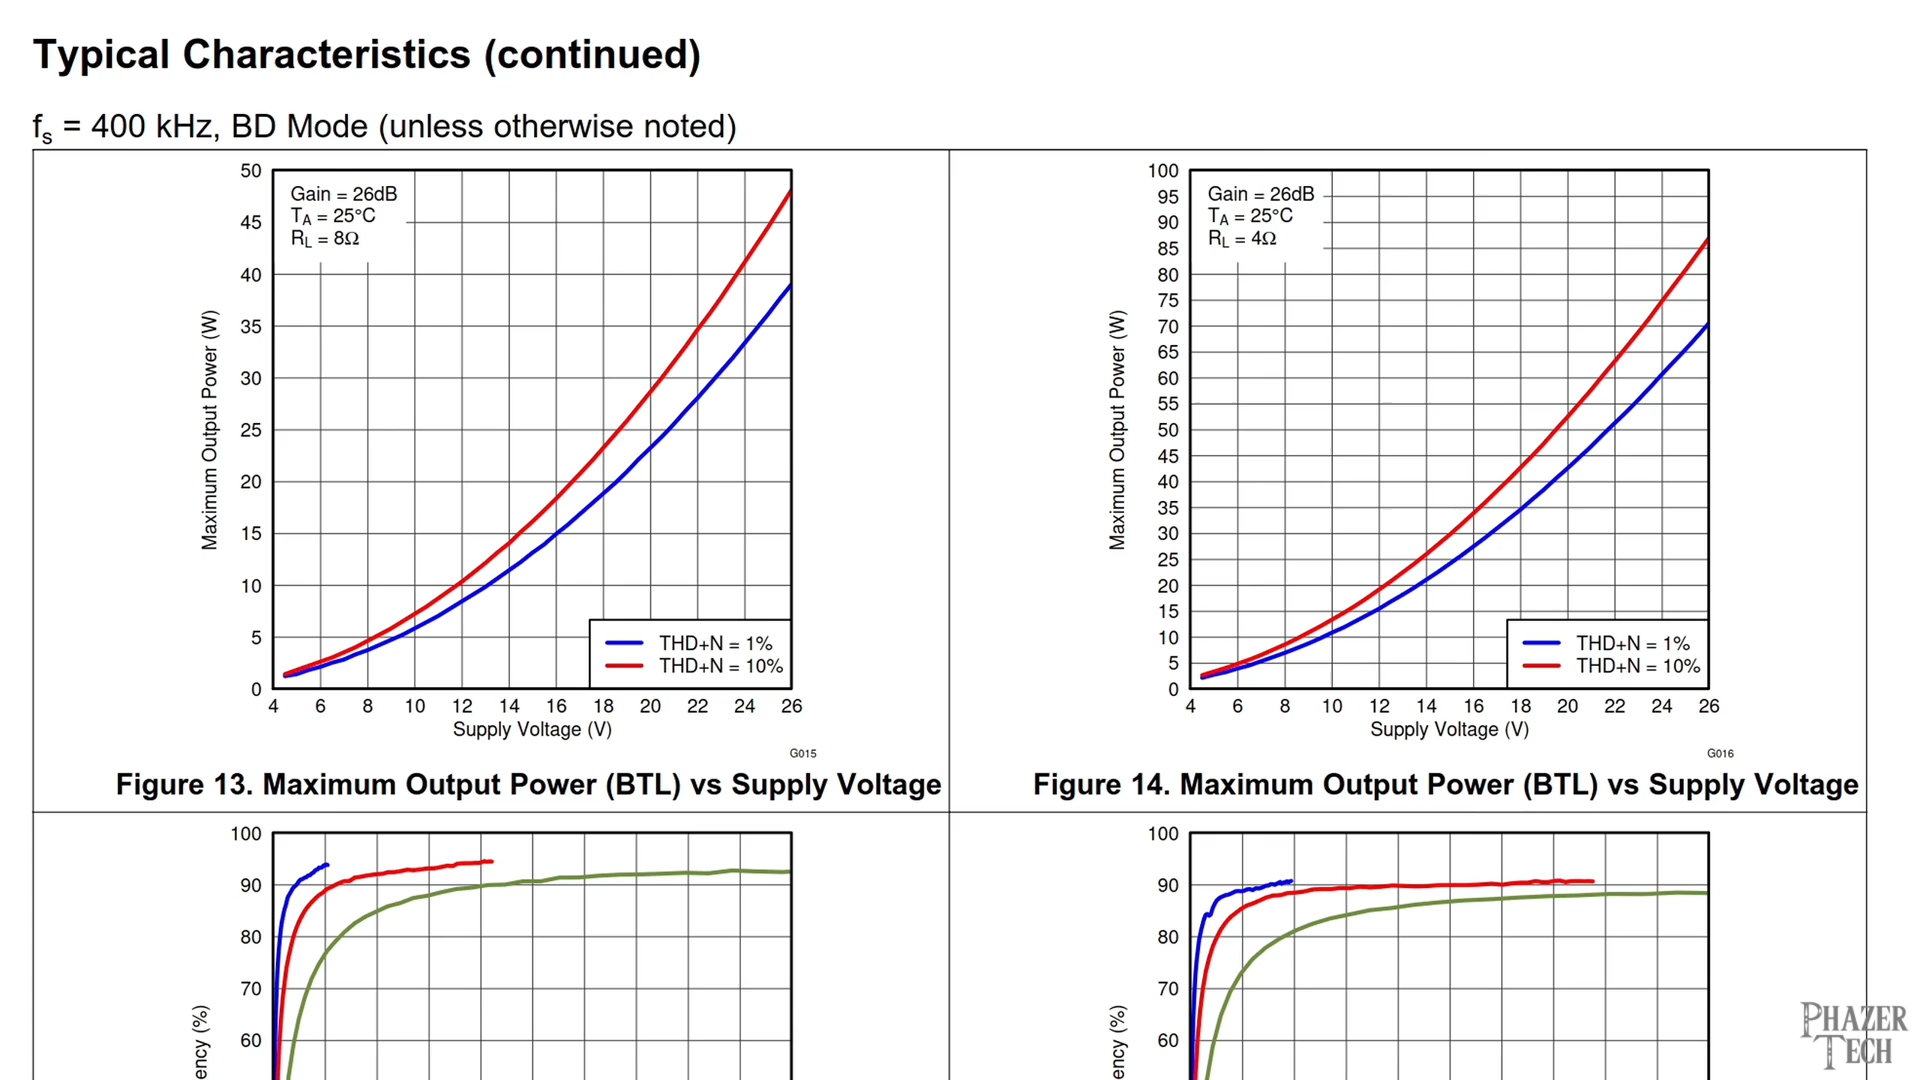 Typical Characteristics (continued)
fs = 400 kHz, BD Mode (unless otherwise noted)
50
45
40
35
30
25
20
15
10
5
0
Maximum Output Power (W)
Gain = 26dB
TA = 25°C
RL = 8Ω
THD+N = 1%
THD+N = 10%
4 6 8 10 12 14 16 18 20 22 24 26
Supply Voltage (V)
G015
Figure 13. Maximum Output Power (BTL) vs Supply Voltage
100
95
90
85
80
75
70
65
60
55
50
45
40
35
30
25
20
15
10
5
0
Maximum Output Power (W)
Gain = 26dB
TA = 25°C
RL = 4Ω
THD+N = 1%
THD+N = 10%
4 6 8 10 12 14 16 18 20 22 24 26
Supply Voltage (V)
G016
Figure 14. Maximum Output Power (BTL) vs Supply Voltage
100
90
80
70
60
ency (%)
100
90
80
70
60
ency (%)
PHAZER
TECH